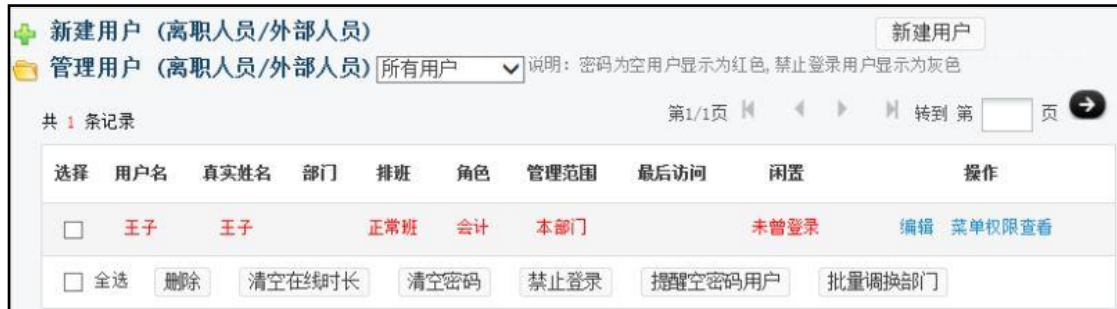 新建用户 (离职人员/外部人员) 新建用户
管理用户 (离职人员/外部人员) 所有用户 说明：密码为空用户显示为红色, 禁止登录用户显示为灰色
共 1 条记录 第1/1页 转到 第 页
选择 用户名 真实姓名 部门 排班 角色 管理范围 最后访问 闲置 操作
王子 王子 正常班 会计 本部门 未曾登录 编辑 菜单权限查看
全选 删除 清空在线时长 清空密码 禁止登录 提醒空密码用户 批量调换部门